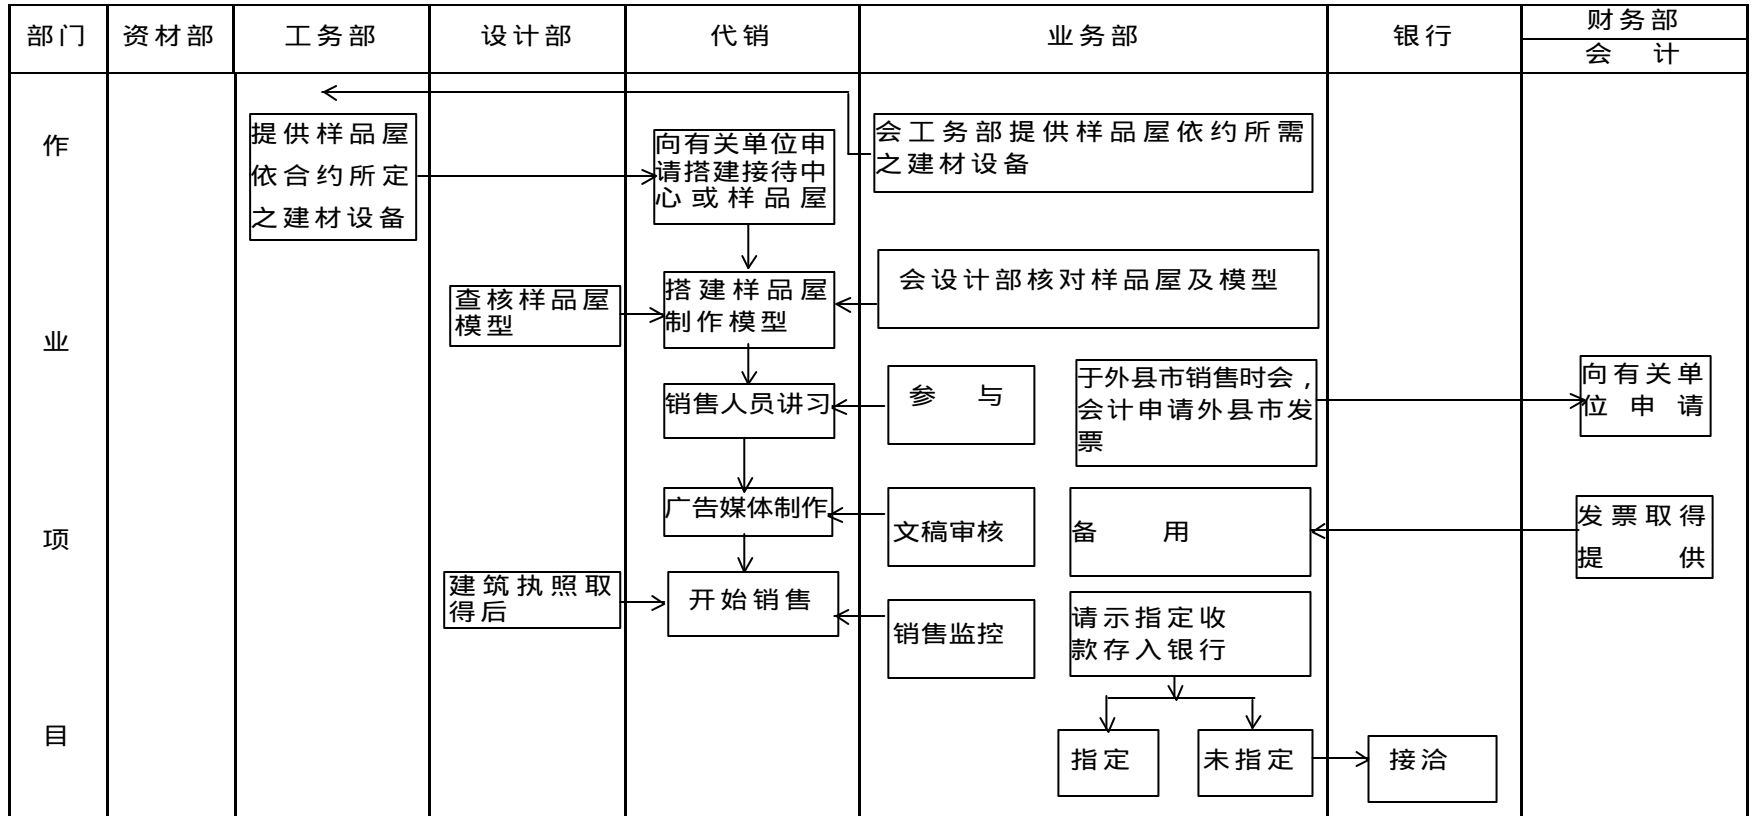 部门 资材部 工务部 设计部 代销 业务部 银行 财务部
会 计
作
业
项
目
提供样品屋
依合约所定
之建材设备
向有关单位申
请搭建接待中
心或样品屋
会工务部提供样品屋依约所需
之建材设备
查核样品屋
模型
搭建样品屋
制作模型
会设计部核对样品屋及模型
销售人员讲习
参 与
于外县市销售时会,
会计申请外县市发
票
向有关单
位申请
广告媒体制作
文稿审核
备 用
发票取得
提 供
建筑执照取
得后
开始销售
销售监控
请示指定收
款存入银行
指定
未指定
接洽